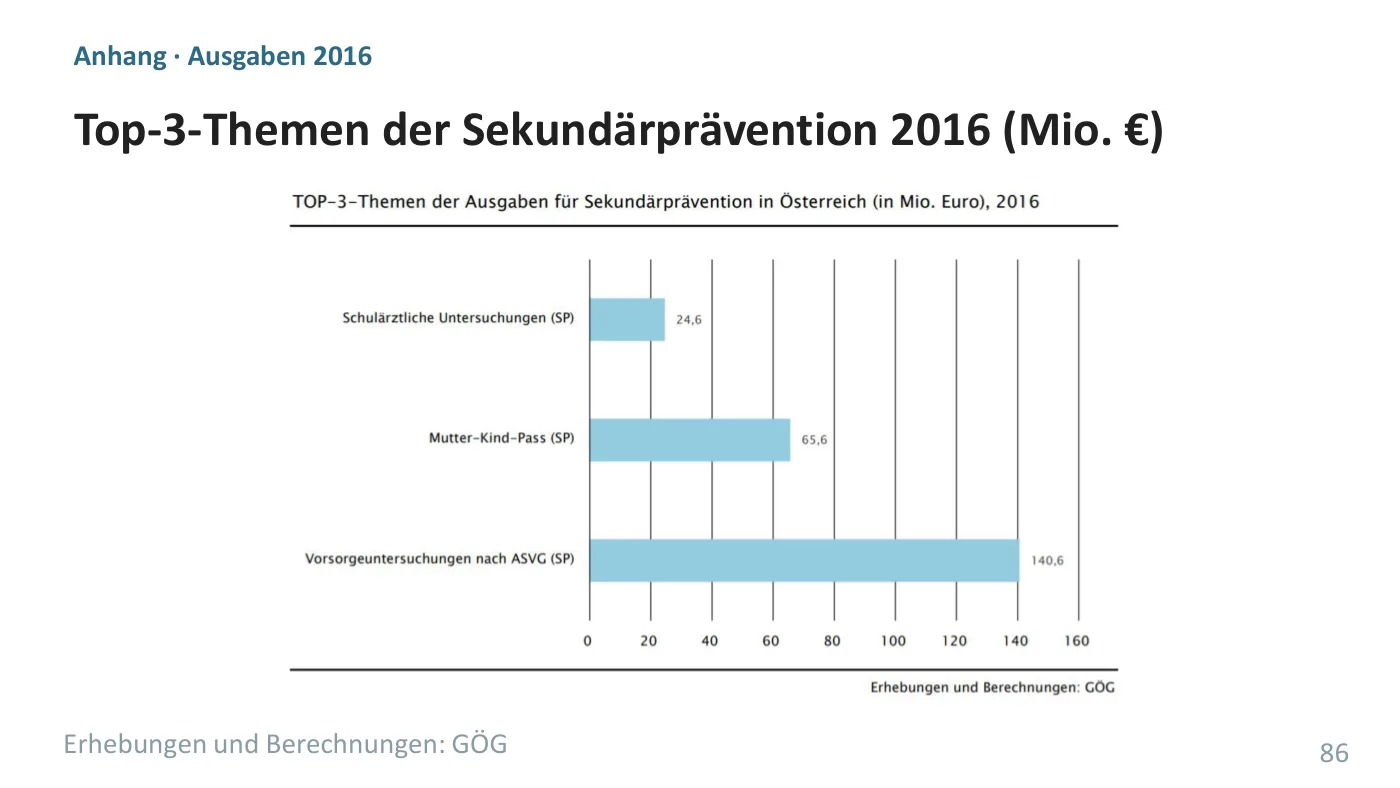 Anhang · Ausgaben 2016
Top-3-Themen der Sekundärprävention 2016 (Mio. €)
TOP-3-Themen der Ausgaben für Sekundärprävention in Österreich (in Mio. Euro), 2016
Schulärztliche Untersuchungen (SP)
24,6
Mutter-Kind-Pass (SP)
65,6
Vorsorgeuntersuchungen nach ASVG (SP)
140,6
0 20 40 60 80 100 120 140 160
Erhebungen und Berechnungen: GÖG
Erhebungen und Berechnungen: GÖG
86